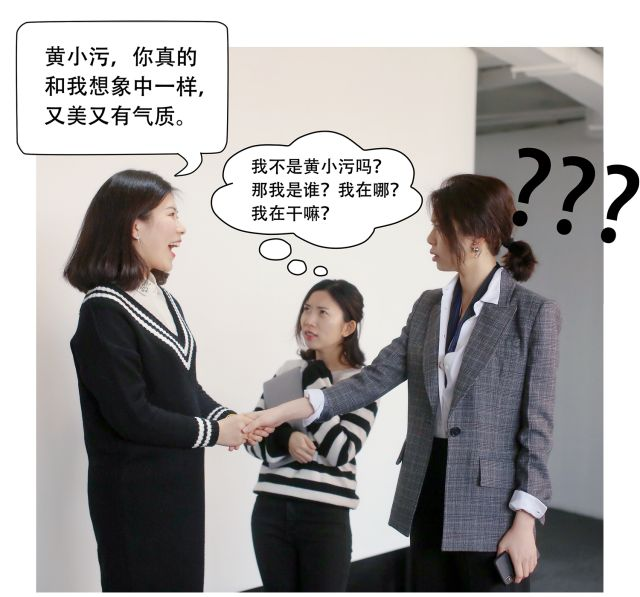 黄小污，你真的
和我想象中一样,
又美又有气质。
我不是黄小污吗？
那我是谁？我在哪？
我在干嘛？
???